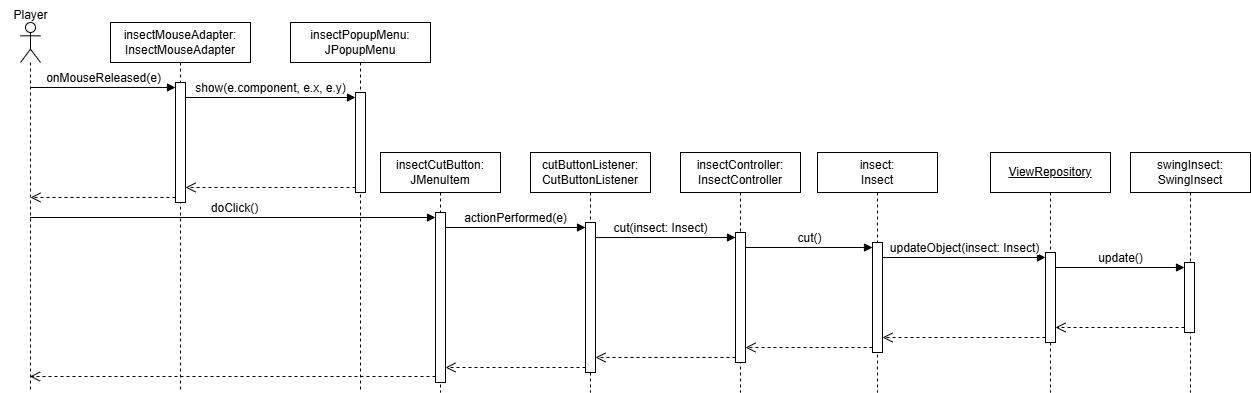 Player
insectMouseAdapter:
InsectMouseAdapter
insectPopupMenu:
JPopupMenu
onMouseReleased(e)
show(e.component, e.x, e.y)
insectCutButton:
JMenuItem
cutButtonListener:
CutButtonListener
insectController:
InsectController
insect:
Insect
ViewRepository
swingInsect:
SwingInsect
doClick()
actionPerformed(e)
cut(insect: Insect)
cut()
updateObject(insect: Insect)
update()